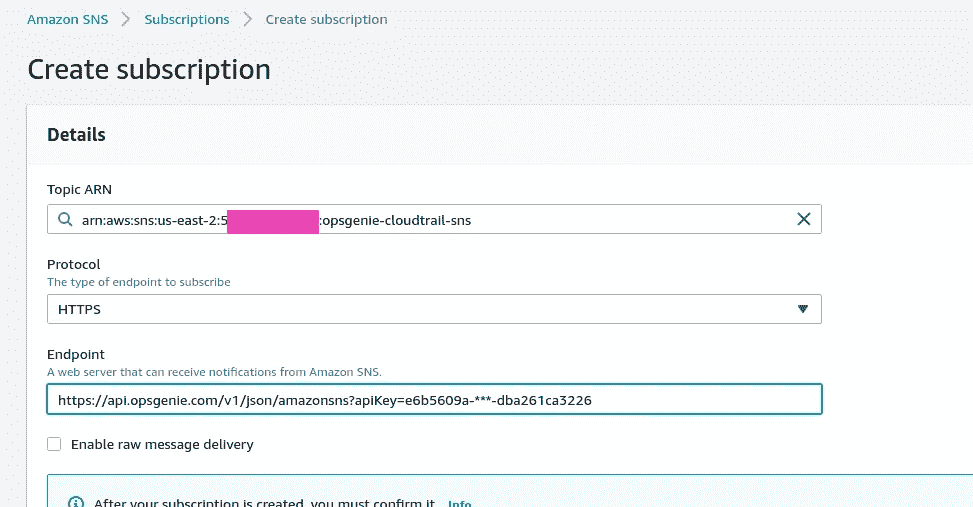 Amazon SNS > Subscriptions > Create subscription
Create subscription
Details
Topic ARN
arn:aws:sns:us-east-2:5 :opsgenie-cloudtrail-sns
Protocol
The type of endpoint to subscribe
HTTPS
Endpoint
A web server that can receive notifications from Amazon SNS.
https://api.opsgenie.com/v1/json/amazonsns?apiKey=e6b5609a-***-dba261ca3226
Enable raw message delivery
After your subscription is created, you must confirm it. Info